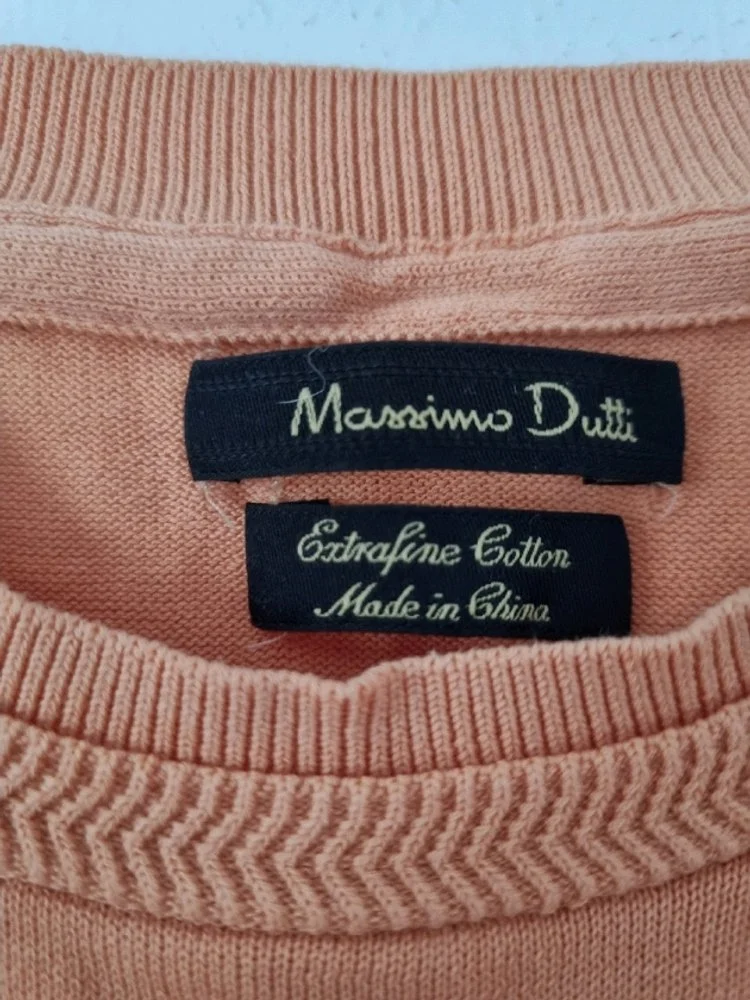 Massimo Dutti
Extrafine Cotton
Made in China